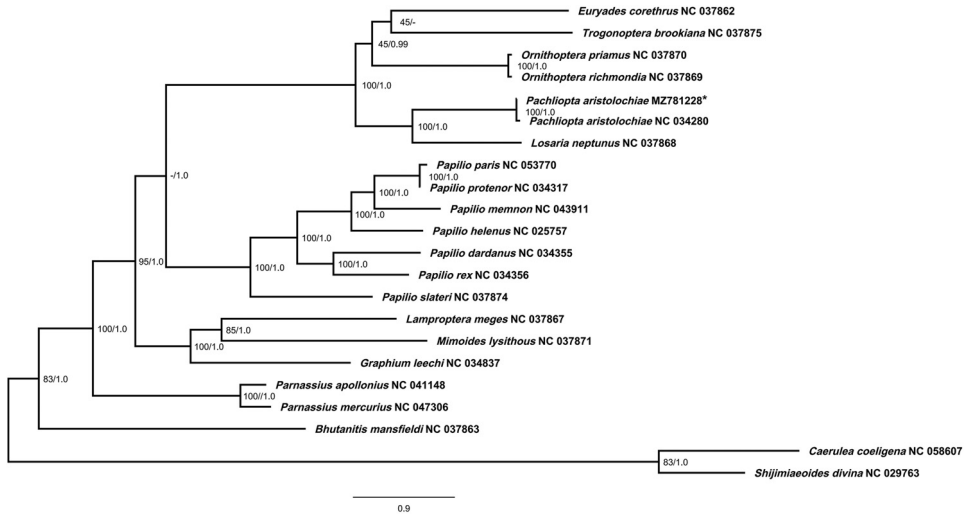 Euryades corethrus NC 037862
45/-
Trogonoptera brookiana NC 037875
45/0.99
Ornithoptera priamus NC 037870
100/1.0
Ornithoptera richmondia NC 037869
100/1.0
Pachliopta aristolochiae MZ781228*
100/1.0
Pachliopta aristolochiae NC 034280
100/1.0
Losaria neptunus NC 037868
-/1.0
Papilio paris NC 053770
100/1.0
Papilio protenor NC 034317
100/1.0
Papilio memnon NC 043911
100/1.0
Papilio helenus NC 025757
100/1.0
Papilio dardanus NC 034355
100/1.0
100/1.0
Papilio rex NC 034356
95/1.0
Papilio slateri NC 037874
Lamproptera meges NC 037867
85/1.0
100/1.0
Mimoides lysithous NC 037871
100/1.0
Graphium leechi NC 034837
83/1.0
Parnassius apollonius NC 041148
100//1.0
Parnassius mercurius NC 047306
Bhutanitis mansfieldi NC 037863
Caerulea coeligena NC 058607
83/1.0
Shijimiaeoides divina NC 029763
0.9